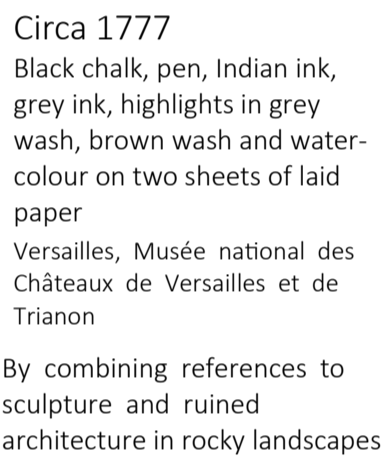 Circa 1777
Black chalk, pen, Indian ink,
grey ink, highlights in grey
wash, brown wash and water-
colour on two sheets of laid
paper
Versailles, Musée national des
Châteaux de Versailles et de
Trianon
By combining references to
sculpture and ruined
architecture in rocky landscapes